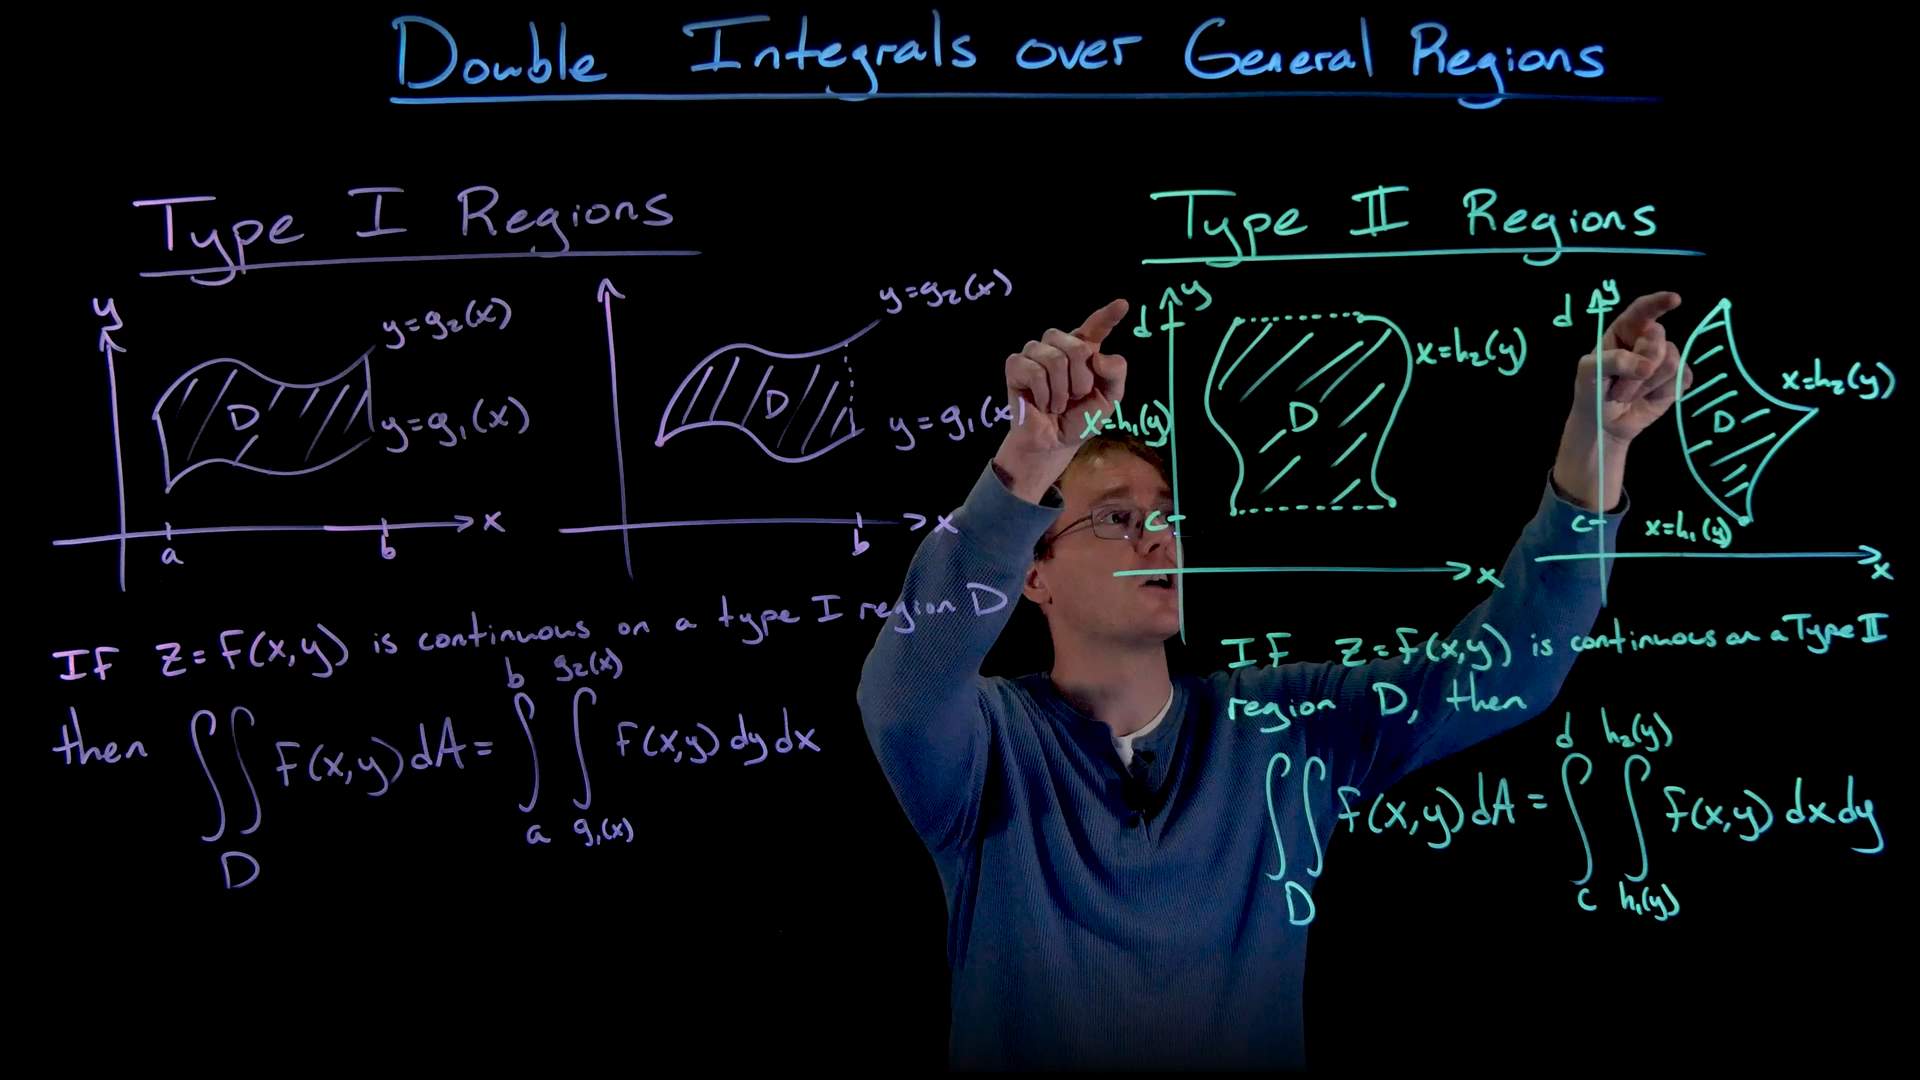 Double Integrals over General Regions
Type I Regions
y
y=g₂(x)
D
y=g₁(x)
x
a
b
y=g₂(x)
D
y=g₁(x)
x
b
IF z=F(x,y) is continuous on a type I region D
then ∬ F(x,y)dA = ∫ ∫ F(x,y) dy dx
D
b g₂(x)
a g₁(x)
Type II Regions
y
d
x=h₂(y)
x=h₁(y)
D
c
x
y
d
x=h₂(y)
D
c
x=h₁(y)
x
IF z=F(x,y) is continuous on a Type II
region D, then
d h₂(y)
∬ F(x,y)dA = ∫ ∫ F(x,y) dx dy
D
c h₁(y)